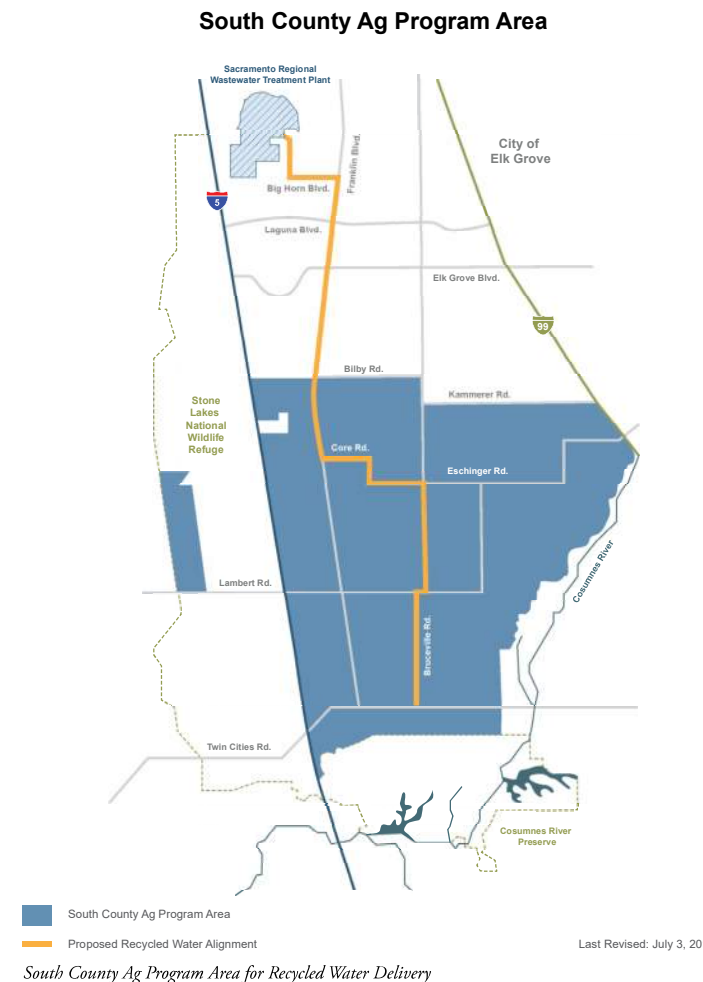 South County Ag Program Area
Sacramento Regional
Wastewater Treatment Plant
City of
Elk Grove
Franklin Blvd.
Big Horn Blvd.
5
Laguna Blvd.
Elk Grove Blvd.
99
Bilby Rd.
Kammerer Rd.
Stone
Lakes
National
Wildlife
Refuge
Core Rd.
Eschinger Rd.
Cosumnes River
Lambert Rd.
Bruceville Rd.
Twin Cities Rd.
Cosumnes River
Preserve
South County Ag Program Area
Proposed Recycled Water Alignment
Last Revised: July 3, 20
South County Ag Program Area for Recycled Water Delivery